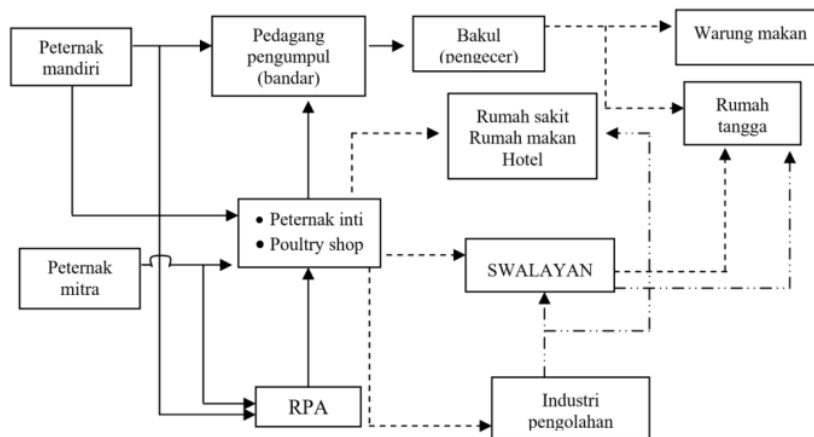 Peternak
mandiri
Pedagang
pengumpul
(bandar)
Bakul
(pengecer)
Warung makan
Rumah sakit
Rumah makan
Hotel
Rumah
tangga
• Peternak inti
• Poultry shop
Peternak
mitra
SWALAYAN
RPA
Industri
pengolahan